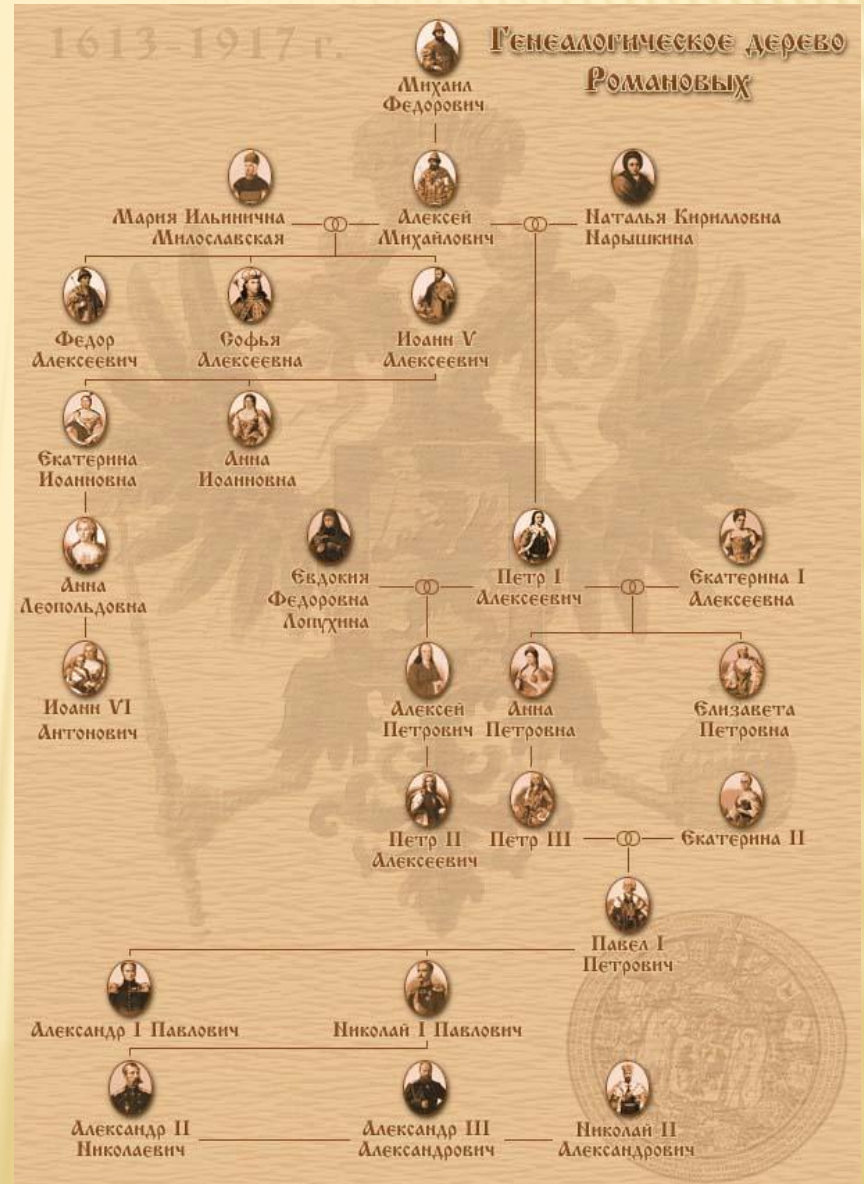 1613-1917 г.
Генеалогическое дерево
Романовых
Михаил
Федорович
Мария Ильинична
Милославская
Алексей
Михайлович
Наталья Кирилловна
Нарышкина
Федор
Алексеевич
Софья
Алексеевна
Иоанн V
Алексеевич
Екатерина
Иоанновна
Анна
Иоанновна
Анна
Леопольдовна
Евдокия
Федоровна
Лопухина
Петр I
Алексеевич
Екатерина I
Алексеевна
Иоанн VI
Антонович
Алексей
Петрович
Анна
Петровна
Елизавета
Петровна
Петр II
Алексеевич
Петр III
Екатерина II
Павел I
Петрович
Александр I Павлович
Николай I Павлович
Александр II
Николаевич
Александр III
Александрович
Николай II
Александрович